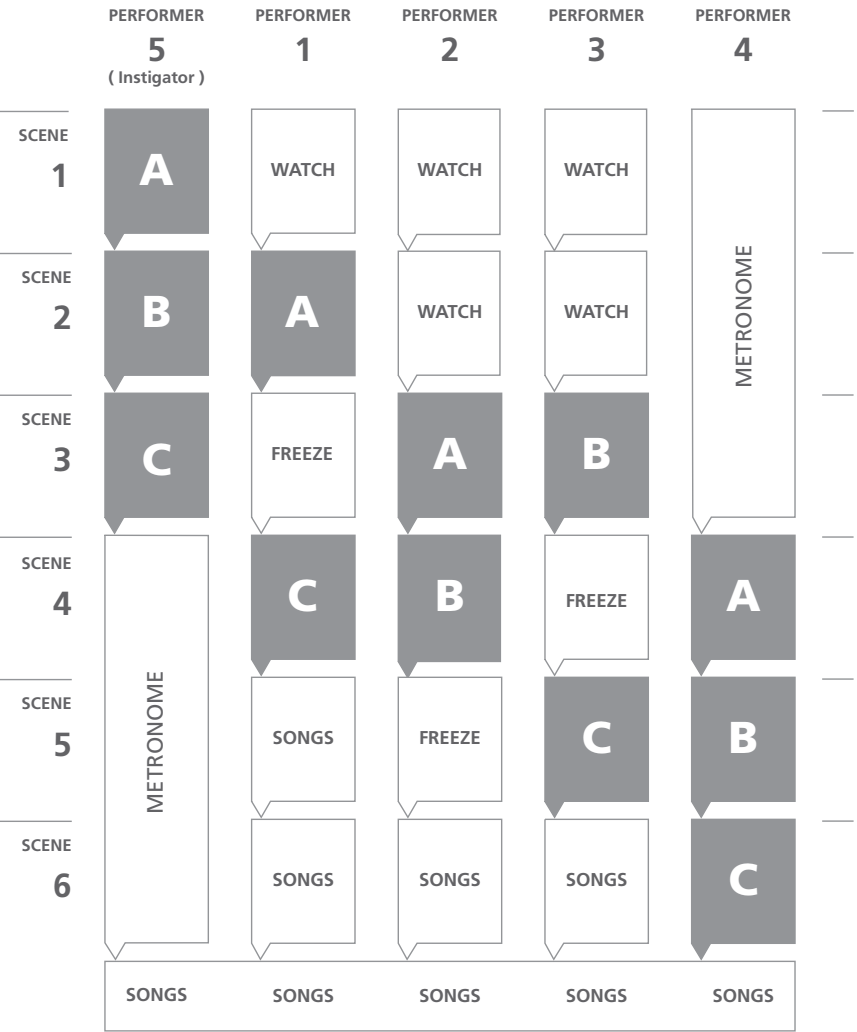 PERFORMER PERFORMER PERFORMER PERFORMER PERFORMER
5 1 2 3 4
( Instigator )
SCENE
1
A WATCH WATCH WATCH
METRONOME
SCENE
2
B A WATCH WATCH
SCENE
3
C FREEZE A B
SCENE
4
C B FREEZE A
METRONOME
SCENE
5
SONGS FREEZE C B
SCENE
6
SONGS SONGS SONGS C
SONGS SONGS SONGS SONGS SONGS